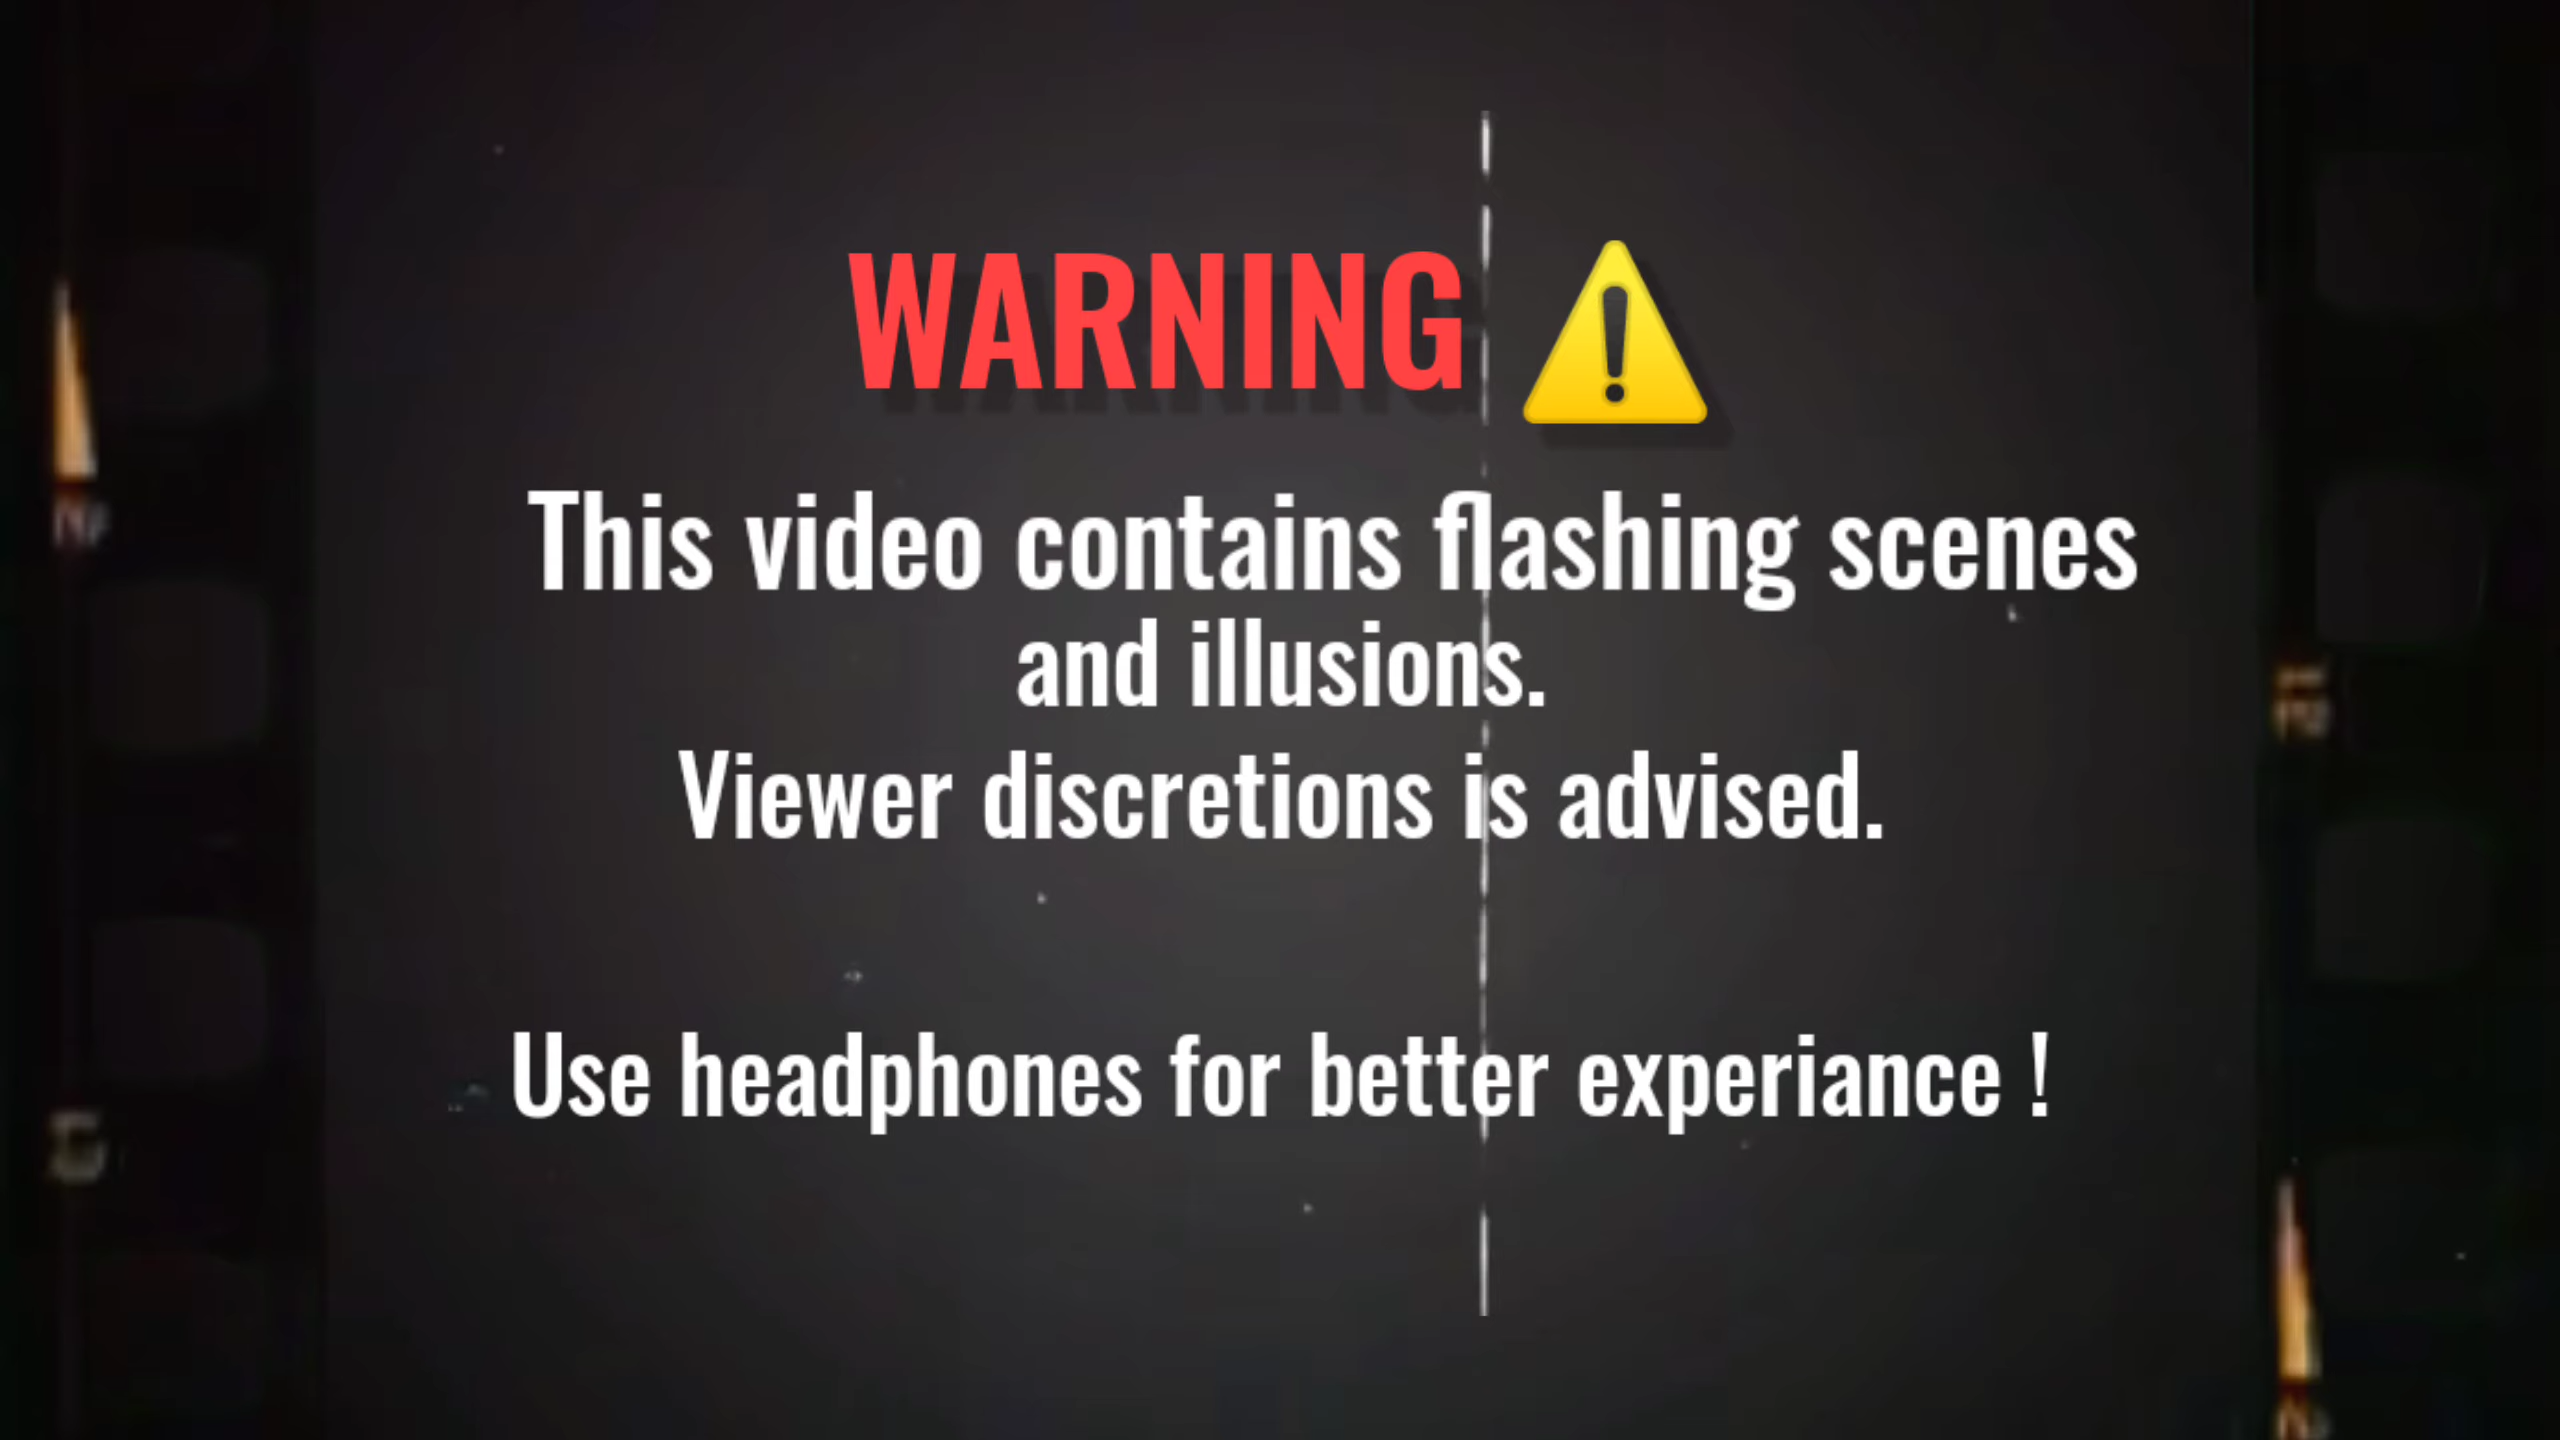 WARNING ⚠️
This video contains flashing scenes
and illusions.
Viewer discretions is advised.
Use headphones for better experiance !